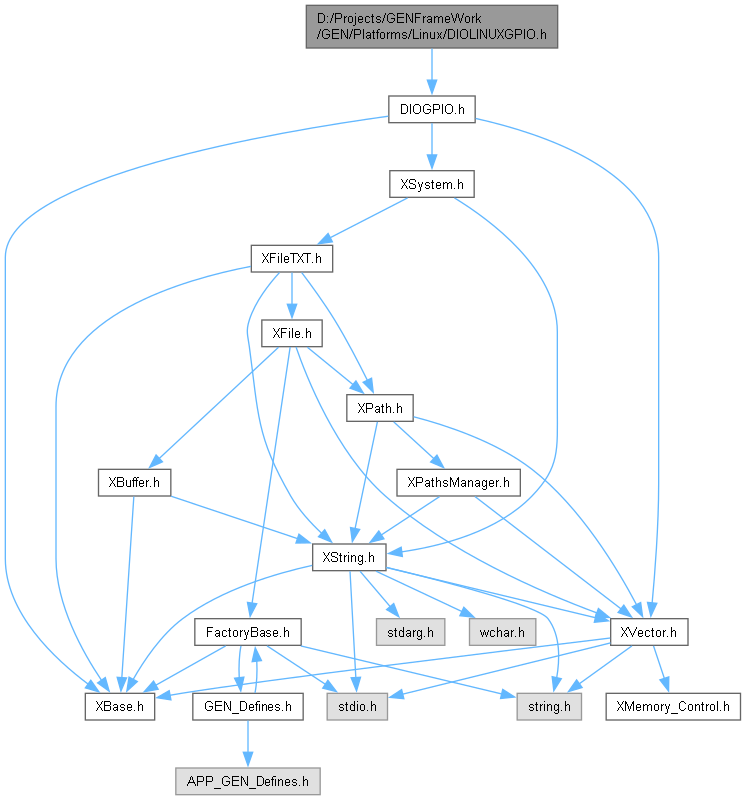 D:/Projects/GENFrameWork
/GEN/Platforms/Linux/DIOLINUXGPIO.h
DIOGPIO.h
XSystem.h
XFileTXT.h
XFile.h
XPath.h
XBuffer.h
XPathsManager.h
XString.h
FactoryBase.h
stdarg.h
wchar.h
XVector.h
XBase.h
GEN_Defines.h
stdio.h
string.h
XMemory_Control.h
APP_GEN_Defines.h